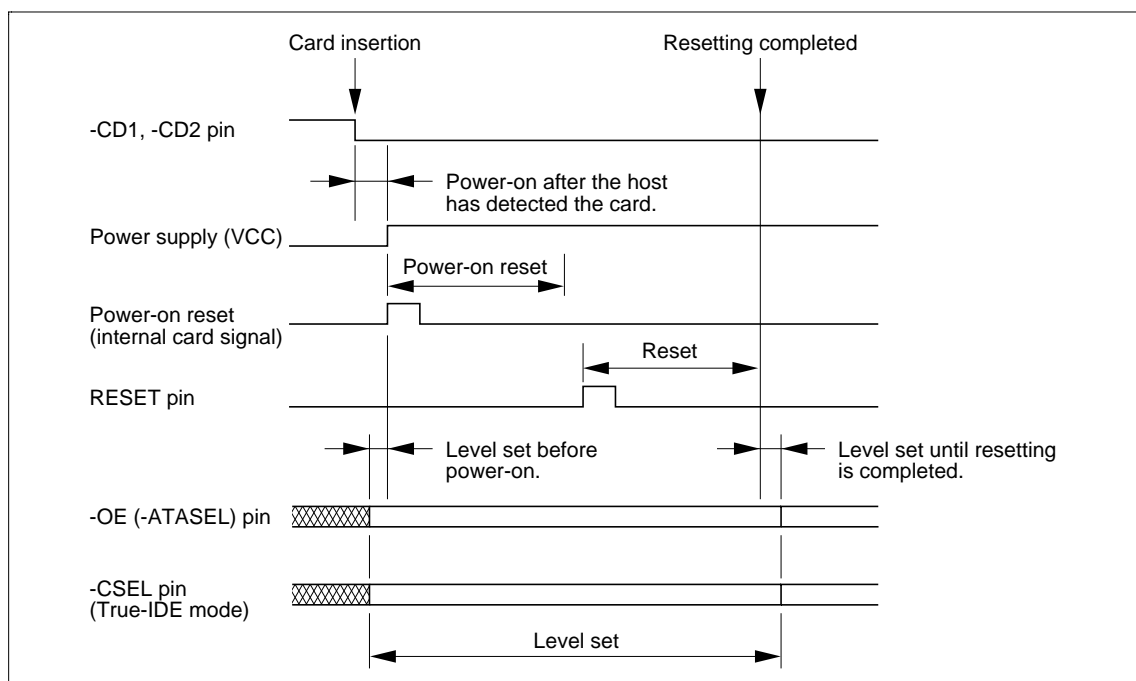 Card insertion
Resetting completed
-CD1, -CD2 pin
Power-on after the host
has detected the card.
Power supply (VCC)
Power-on reset
Power-on reset
(internal card signal)
Reset
RESET pin
Level set before
power-on.
Level set until resetting
is completed.
-OE (-ATASEL) pin
-CSEL pin
(True-IDE mode)
Level set